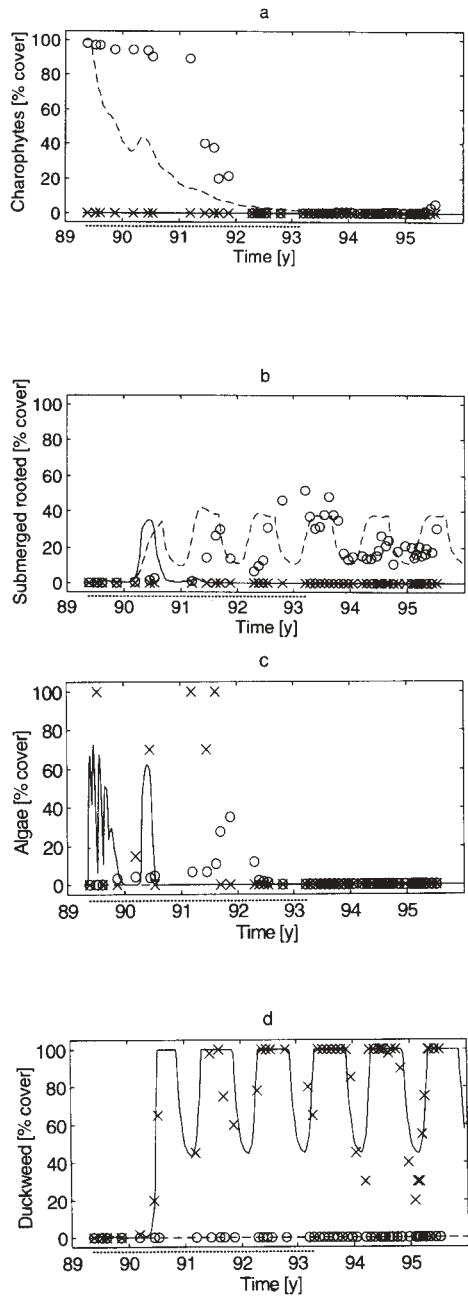 a
Charophytes [% cover]
100
80
60
40
20
0
89 90 91 92 93 94 95
Time [y]
b
Submerged rooted [% cover]
100
80
60
40
20
0
89 90 91 92 93 94 95
Time [y]
c
Algae [% cover]
100
80
60
40
20
0
89 90 91 92 93 94 95
Time [y]
d
Duckweed [% cover]
100
80
60
40
20
0
89 90 91 92 93 94 95
Time [y]